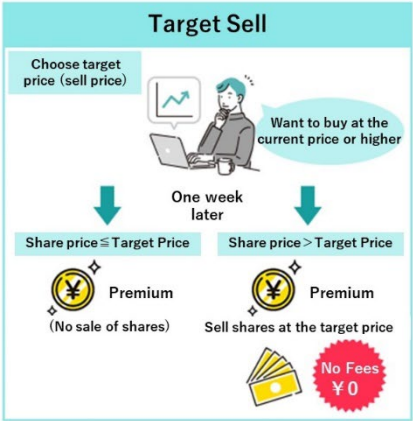 Target Sell
Choose target
price (sell price)
Want to buy at the
current price or higher
One week
later
Share price≦Target Price
Share price>Target Price
¥
Premium
¥
Premium
(No sale of shares)
Sell shares at the target price
No Fees
¥0